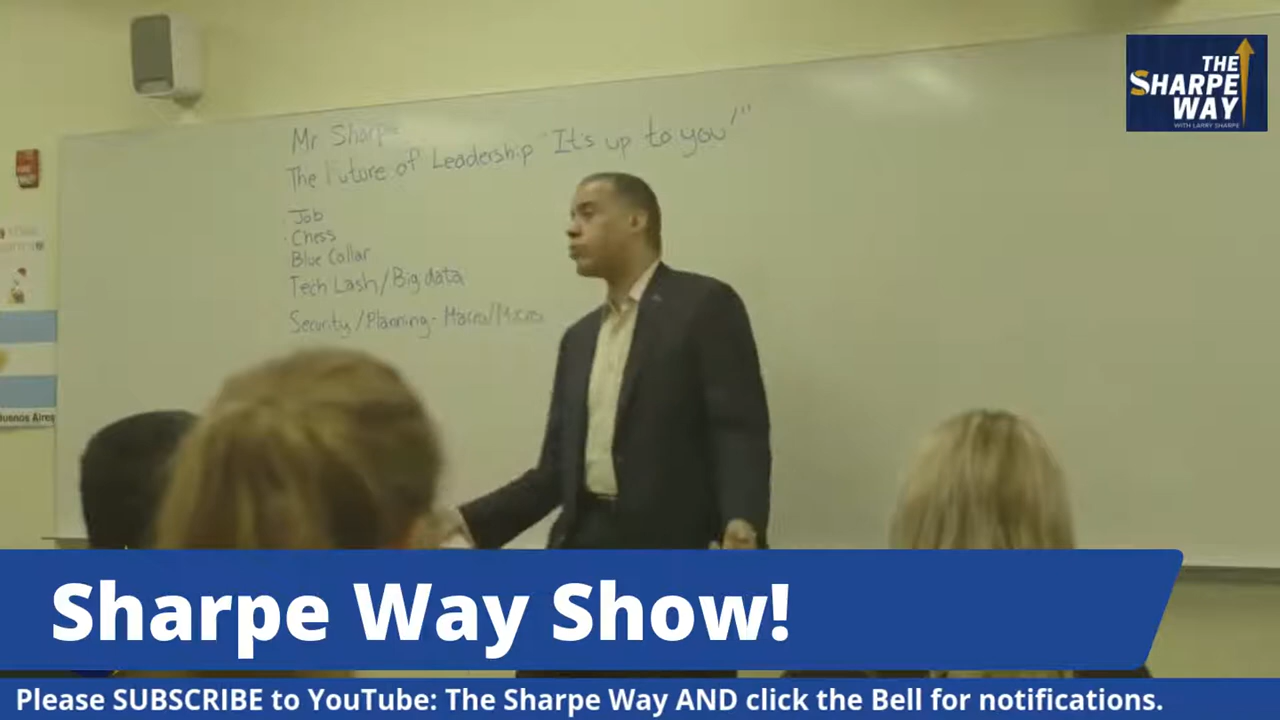 THE
SHARPE
WAY
WITH LARRY SHARPE
Mr Sharpe
The Future of Leadership "It's up to you!"
Job
Chess
Blue Collar
Tech Lash/Big data
Security/Planning- Macro/Micro
Buenos Aires
Sharpe Way Show!
Please SUBSCRIBE to YouTube: The Sharpe Way AND click the Bell for notifications.